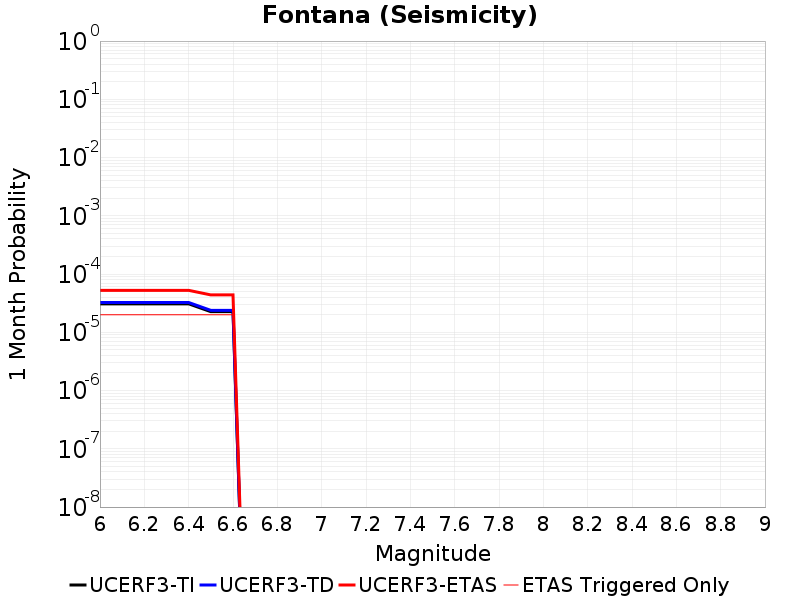 Fontana (Seismicity)
10^0
10^-1
10^-2
10^-3
10^-4
10^-5
10^-6
10^-7
10^-8
1 Month Probability
6 6.2 6.4 6.6 6.8 7 7.2 7.4 7.6 7.8 8 8.2 8.4 8.6 8.8 9
Magnitude
UCERF3-TI UCERF3-TD UCERF3-ETAS ETAS Triggered Only